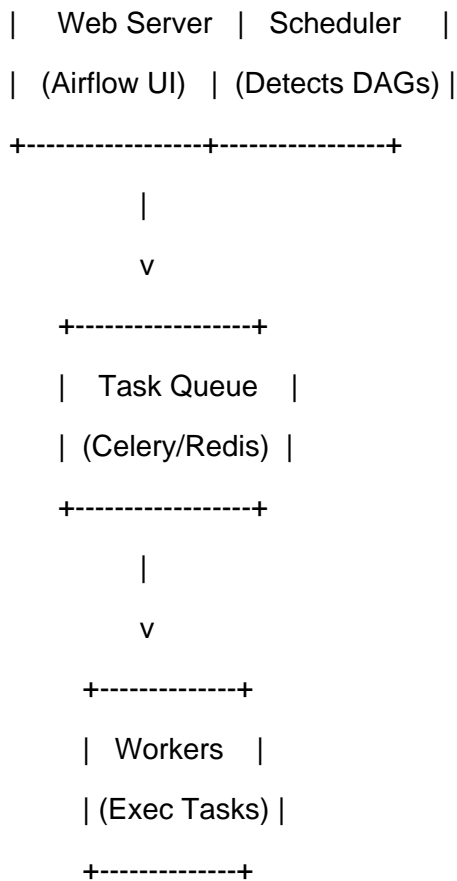 |     Web Server   |   Scheduler     |
|   (Airflow UI)   | (Detects DAGs) |
+------------------+-----------------+
|
v
+------------------+
|    Task Queue    |
|  (Celery/Redis)  |
+------------------+
|
v
+--------------+
|   Workers    |
| (Exec Tasks) |
+--------------+